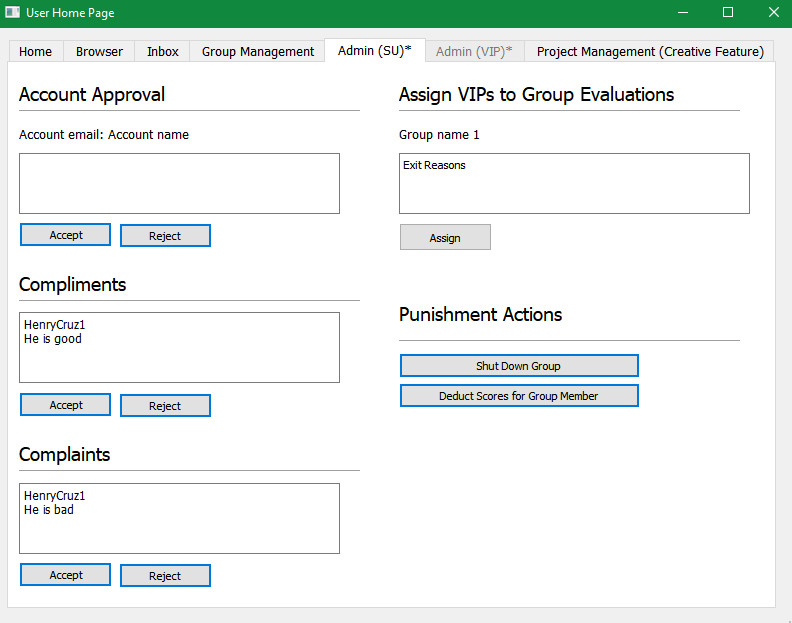 User Home Page
Home Browser Inbox Group Management Admin (SU)* Admin (VIP)* Project Management (Creative Feature)
Account Approval
Account email: Account name
Accept Reject
Compliments
HenryCruz1
He is good
Accept Reject
Complaints
HenryCruz1
He is bad
Accept Reject
Assign VIPs to Group Evaluations
Group name 1
Exit Reasons
Assign
Punishment Actions
Shut Down Group
Deduct Scores for Group Member